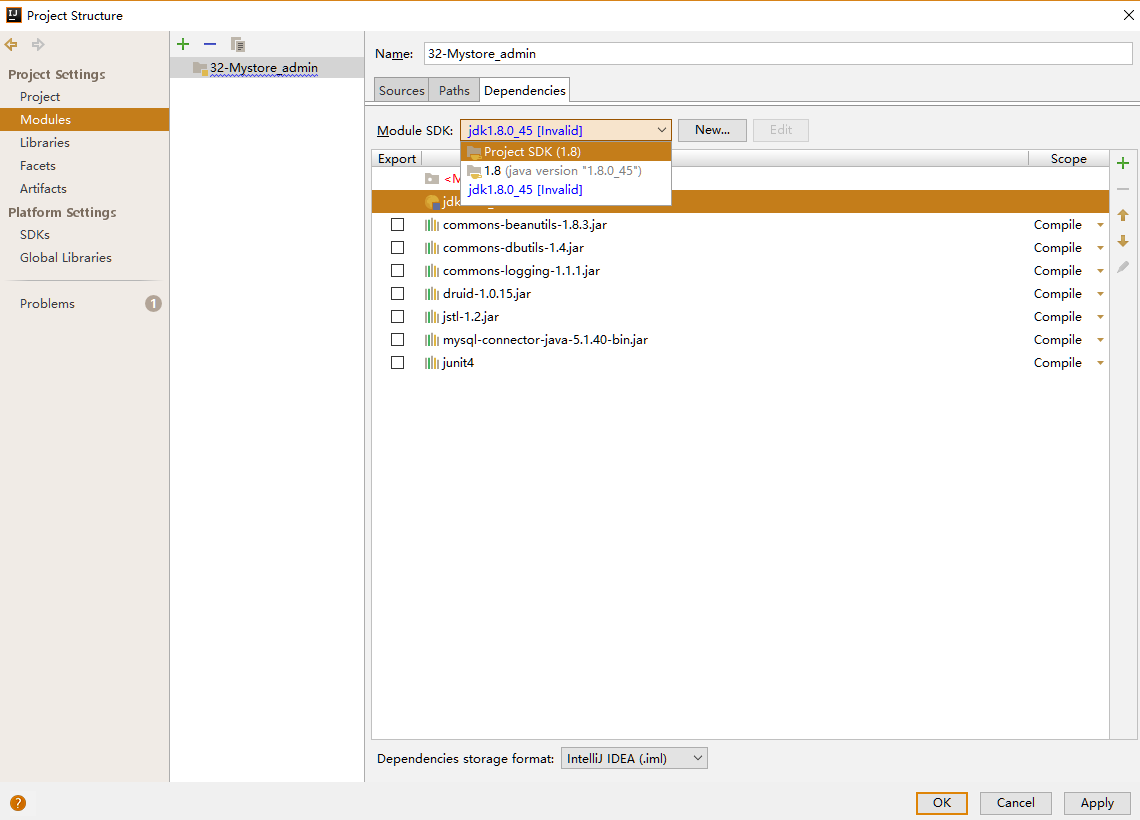 Project Structure
Project Settings
Project
Modules
Libraries
Facets
Artifacts
Platform Settings
SDKs
Global Libraries
Problems
1
32-Mystore_admin
Name: 32-Mystore_admin
Sources Paths Dependencies
Module SDK: jdk1.8.0_45 [Invalid] New... Edit
Project SDK (1.8)
1.8 (java version "1.8.0_45")
jdk1.8.0_45 [Invalid]
Export Scope
<M
jdk
commons-beanutils-1.8.3.jar Compile
commons-dbutils-1.4.jar Compile
commons-logging-1.1.1.jar Compile
druid-1.0.15.jar Compile
jstl-1.2.jar Compile
mysql-connector-java-5.1.40-bin.jar Compile
junit4 Compile
Dependencies storage format: IntelliJ IDEA (.iml)
? OK Cancel Apply